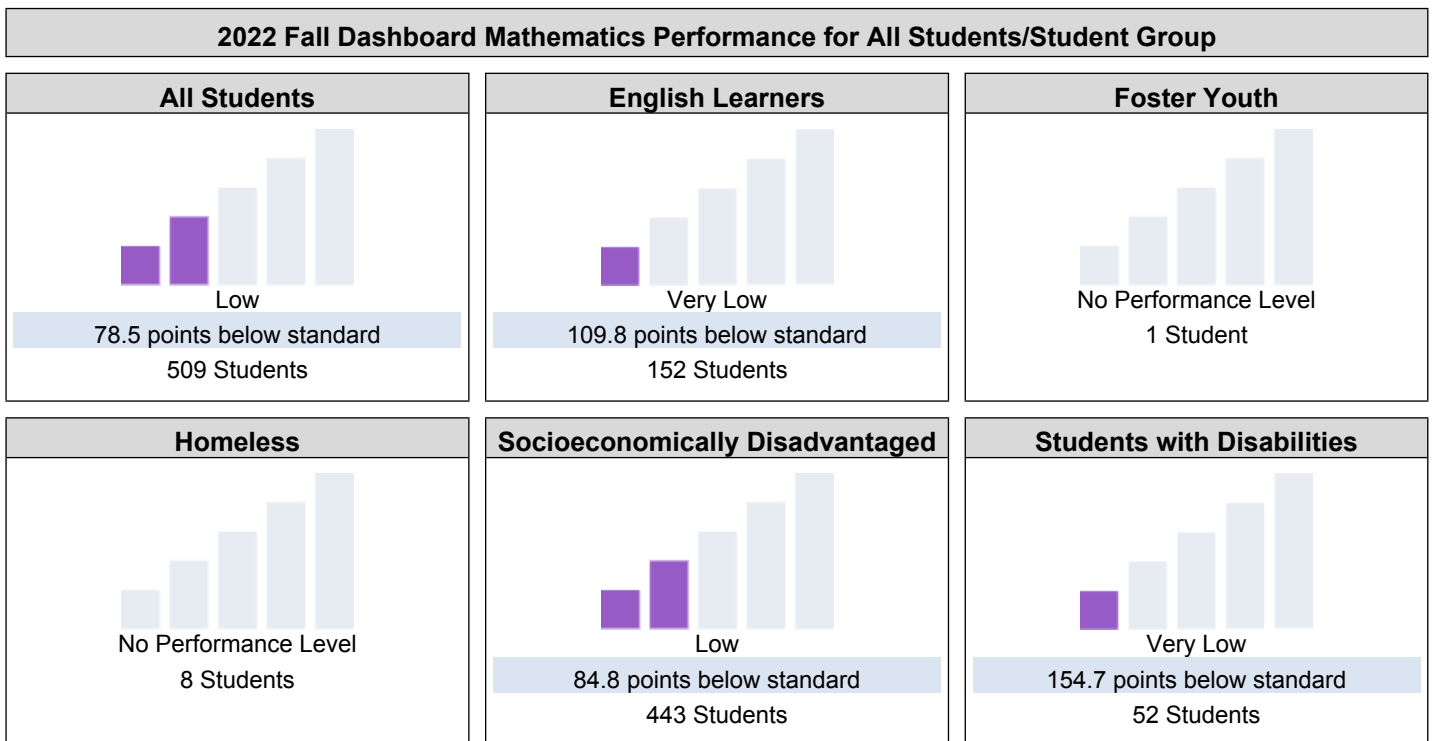 2022 Fall Dashboard Mathematics Performance for All Students/Student Group
All Students
Low
78.5 points below standard
509 Students
English Learners
Very Low
109.8 points below standard
152 Students
Foster Youth
No Performance Level
1 Student
Homeless
No Performance Level
8 Students
Socioeconomically Disadvantaged
Low
84.8 points below standard
443 Students
Students with Disabilities
Very Low
154.7 points below standard
52 Students